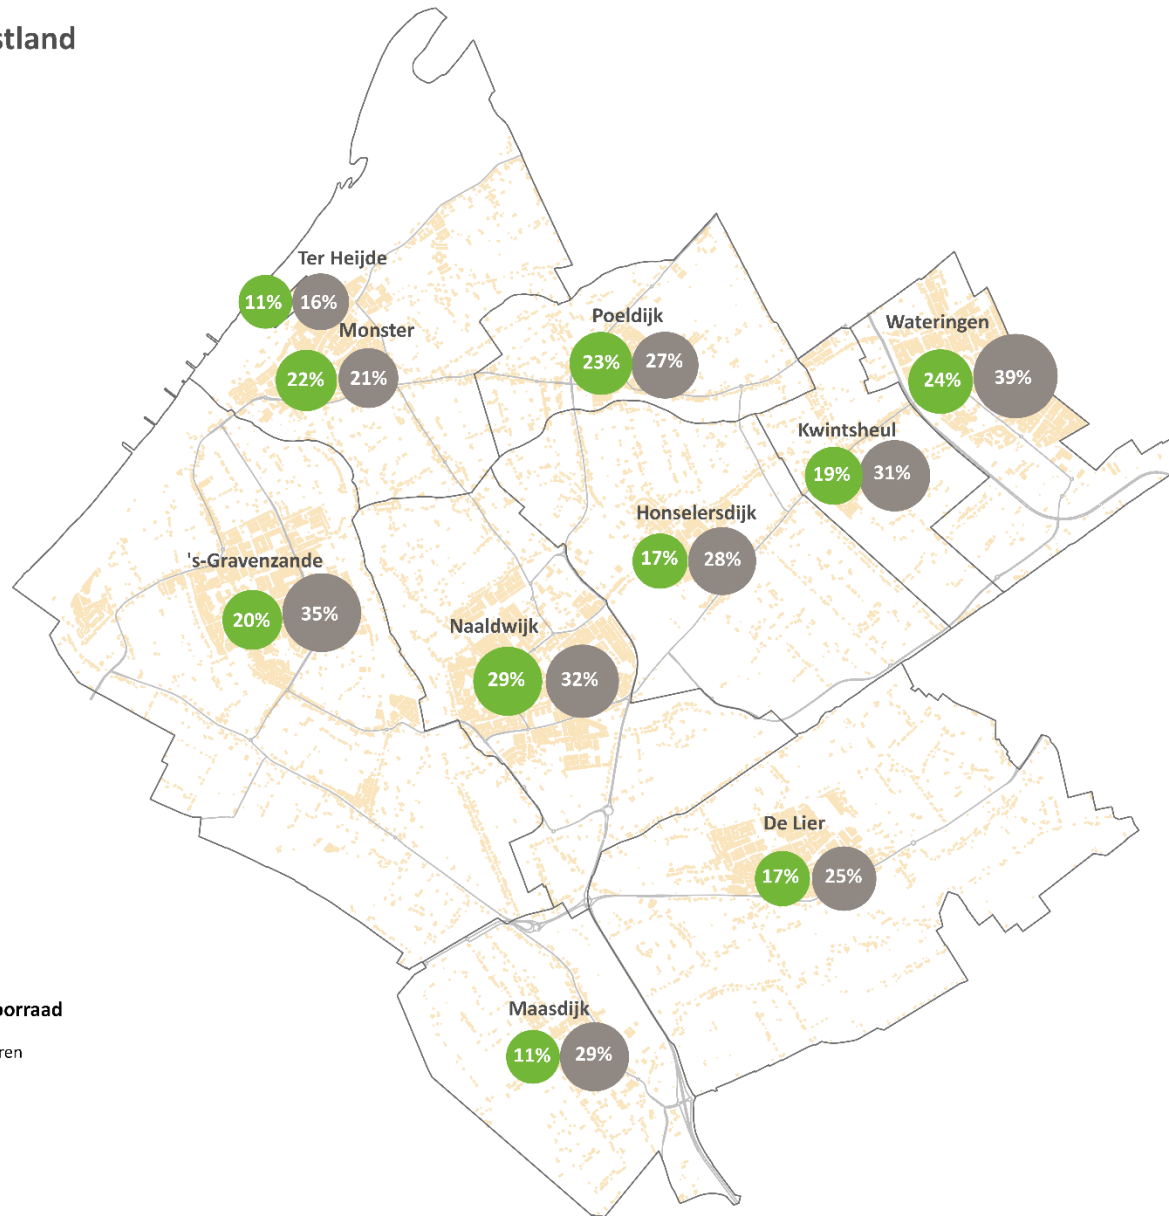 stland
Ter Heijde
11% 16%
Monster
22% 21%
Poeldijk
23% 27%
Wateringen
24% 39%
Kwintsheul
19% 31%
Honselersdijk
17% 28%
's-Gravenzande
20% 35%
Naaldwijk
29% 32%
De Lier
17% 25%
Maasdijk
11% 29%
orraad
ren